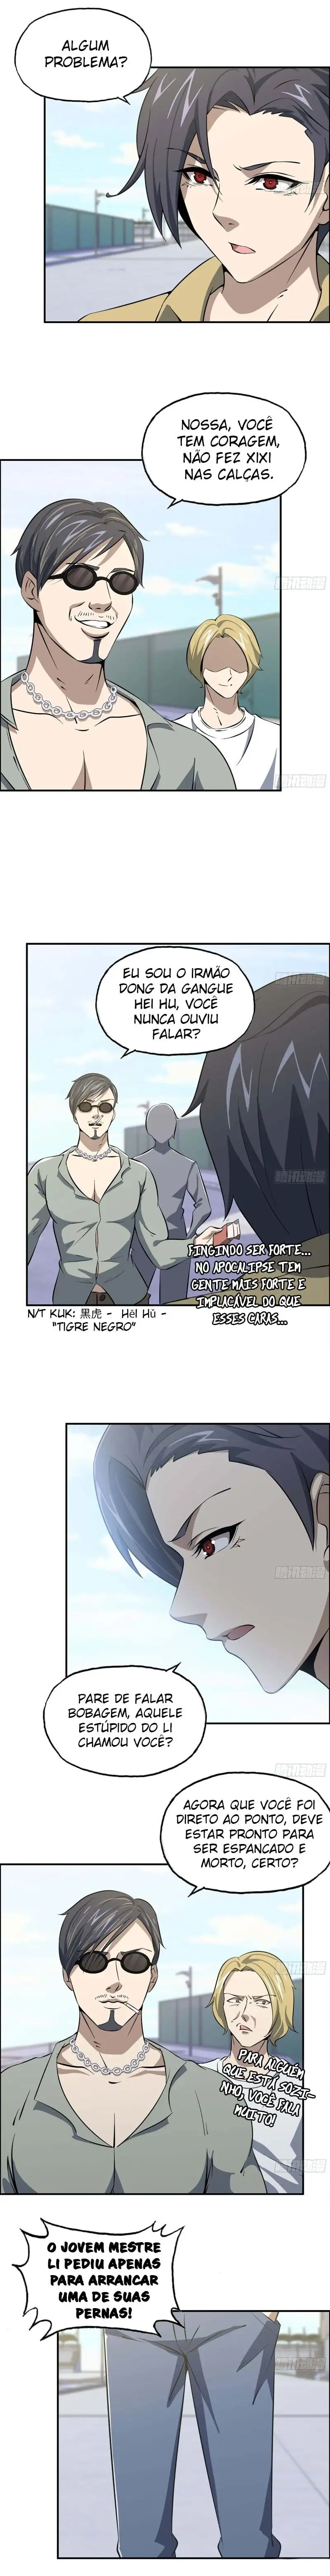 ALGUM
PROBLEMA?
NOSSA, VOCÊ
TEM CORAGEM,
NÃO FEZ XIXI
NAS CALÇAS.
EU SOU O IRMÃO
DONG DA GANGUE
HEI HU, VOCÊ
NUNCA OUVIU
FALAR?
FINGINDO SER FORTE...
NO APOCALIPSE TEM
GENTE MAIS FORTE E
IMPLACÁVEL DO QUE
ESSES CARAS...
N/T KLIK: 黑虎 - Hēi Hǔ -
"TIGRE NEGRO"
PARE DE FALAR
BOBAGEM, AQUELE
ESTÚPIDO DO LI
CHAMOU VOCÊ?
AGORA QUE VOCÊ FOI
DIRETO AO PONTO, DEVE
ESTAR PRONTO PARA
SER ESPANCADO E
MORTO, CERTO?
PARA ALGUÉM
QUE ESTÁ SOZI-
NHO, VOCÊ FALA
MUITO!
O JOVEM MESTRE
LI PEDIU APENAS
PARA ARRANCAR
UMA DE SUAS
PERNAS!